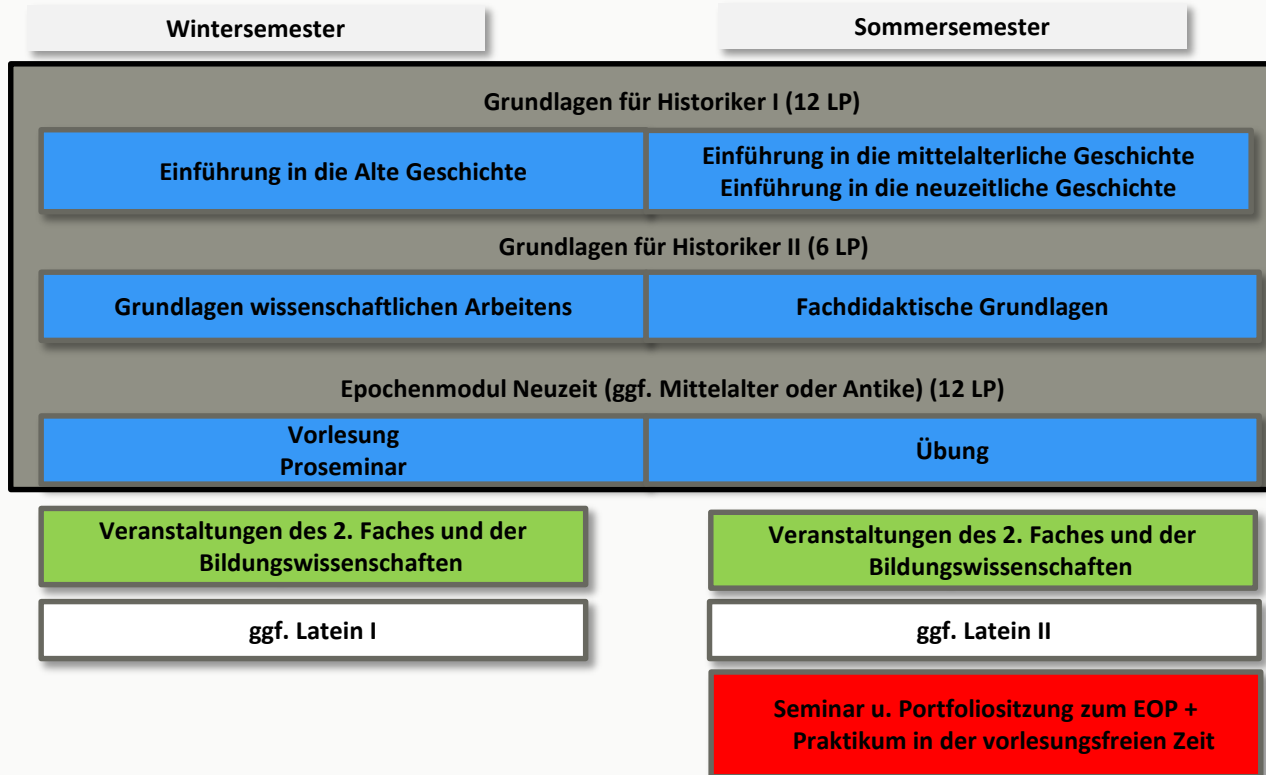 Wintersemester
Sommersemester
Grundlagen für Historiker I (12 LP)
Einführung in die Alte Geschichte
Einführung in die mittelalterliche Geschichte
Einführung in die neuzeitliche Geschichte
Grundlagen für Historiker II (6 LP)
Grundlagen wissenschaftlichen Arbeitens
Fachdidaktische Grundlagen
Epochenmodul Neuzeit (ggf. Mittelalter oder Antike) (12 LP)
Vorlesung
Proseminar
Übung
Veranstaltungen des 2. Faches und der
Bildungswissenschaften
Veranstaltungen des 2. Faches und der
Bildungswissenschaften
ggf. Latein I
ggf. Latein II
Seminar u. Portfoliositzung zum EOP +
Praktikum in der vorlesungsfreien Zeit